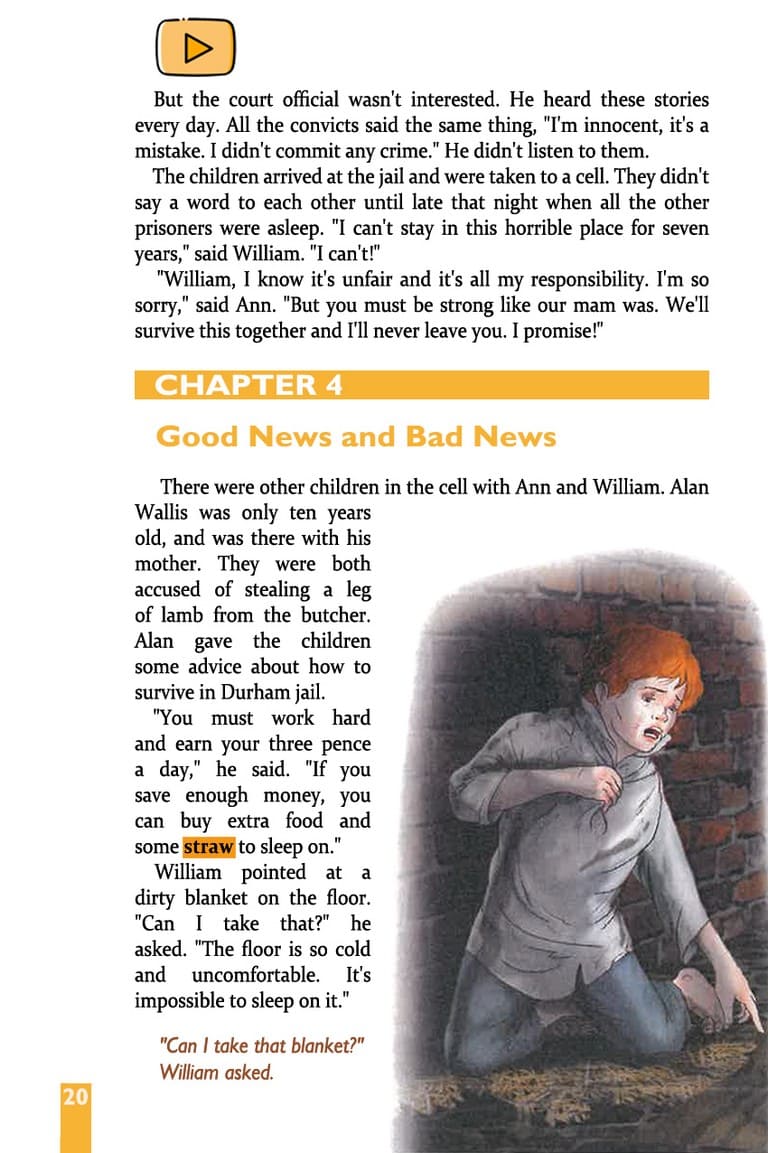 But the court official wasn't interested. He heard these stories
every day. All the convicts said the same thing, "I'm innocent, it's a
mistake. I didn't commit any crime." He didn't listen to them.
The children arrived at the jail and were taken to a cell. They didn't
say a word to each other until late that night when all the other
prisoners were asleep. "I can't stay in this horrible place for seven
years," said William. "I can't!"
"William, I know it's unfair and it's all my responsibility. I'm so
sorry," said Ann. "But you must be strong like our mam was. We'll
survive this together and I'll never leave you. I promise!"
CHAPTER 4
Good News and Bad News
There were other children in the cell with Ann and William. Alan
Wallis was only ten years
old, and was there with his
mother. They were both
accused of stealing a leg
of lamb from the butcher.
Alan gave the children
some advice about how to
survive in Durham jail.
"You must work hard
and earn your three pence
a day," he said. "If you
save enough money, you
can buy extra food and
some straw to sleep on."
William pointed at a
dirty blanket on the floor.
"Can I take that?" he
asked. "The floor is so cold
and uncomfortable. It's
impossible to sleep on it."
"Can I take that blanket?"
William asked.
20